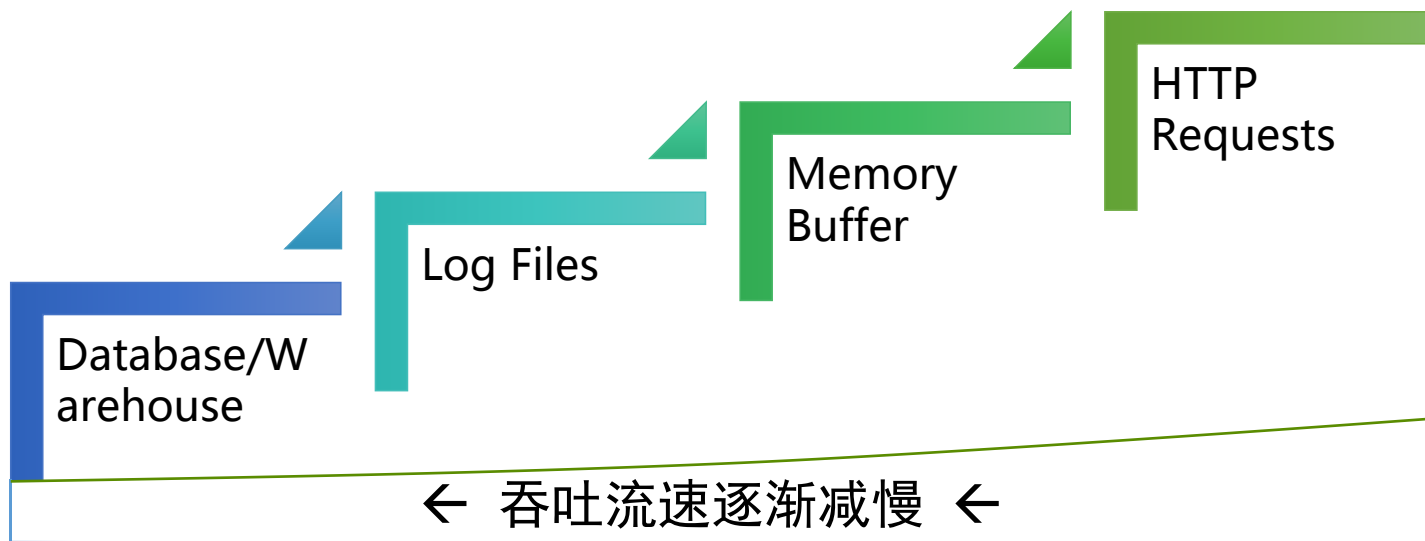 HTTP
Requests
Memory
Buffer
Log Files
Database/W
arehouse
← 吞吐流速逐渐减慢 ←